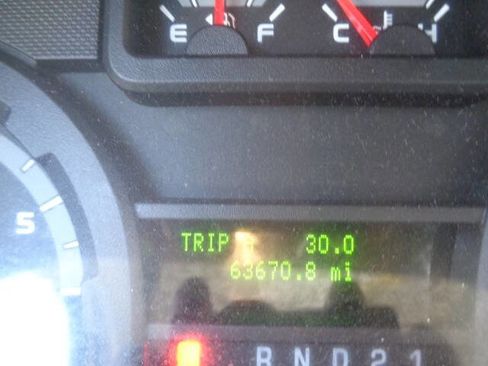 E F C H
5
TRIP 30.0
63670.8 mi
R N D 2 1